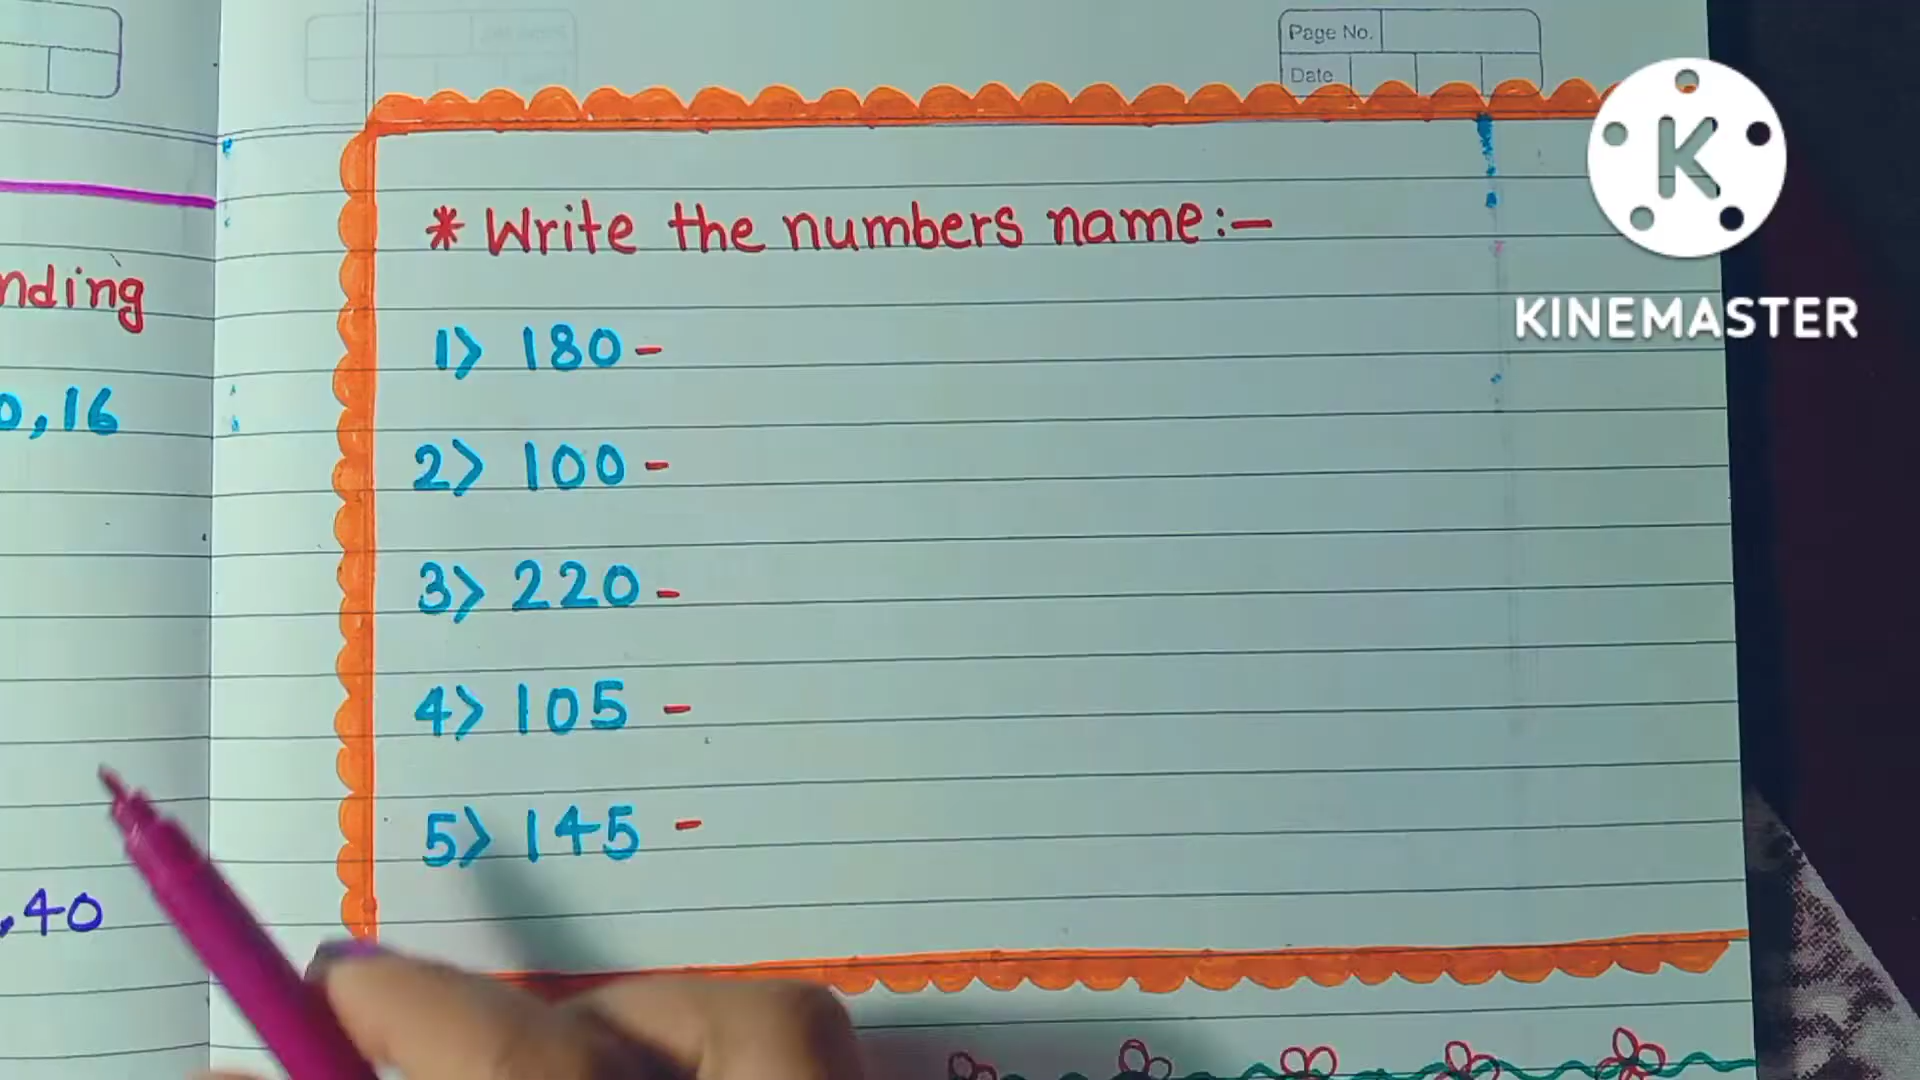 Page No.
Date
* Write the numbers name:-
1> 180 -
2> 100 -
3> 220 -
4> 105 -
5> 145 -
nding
0, 16
, 40
K
KINEMASTER